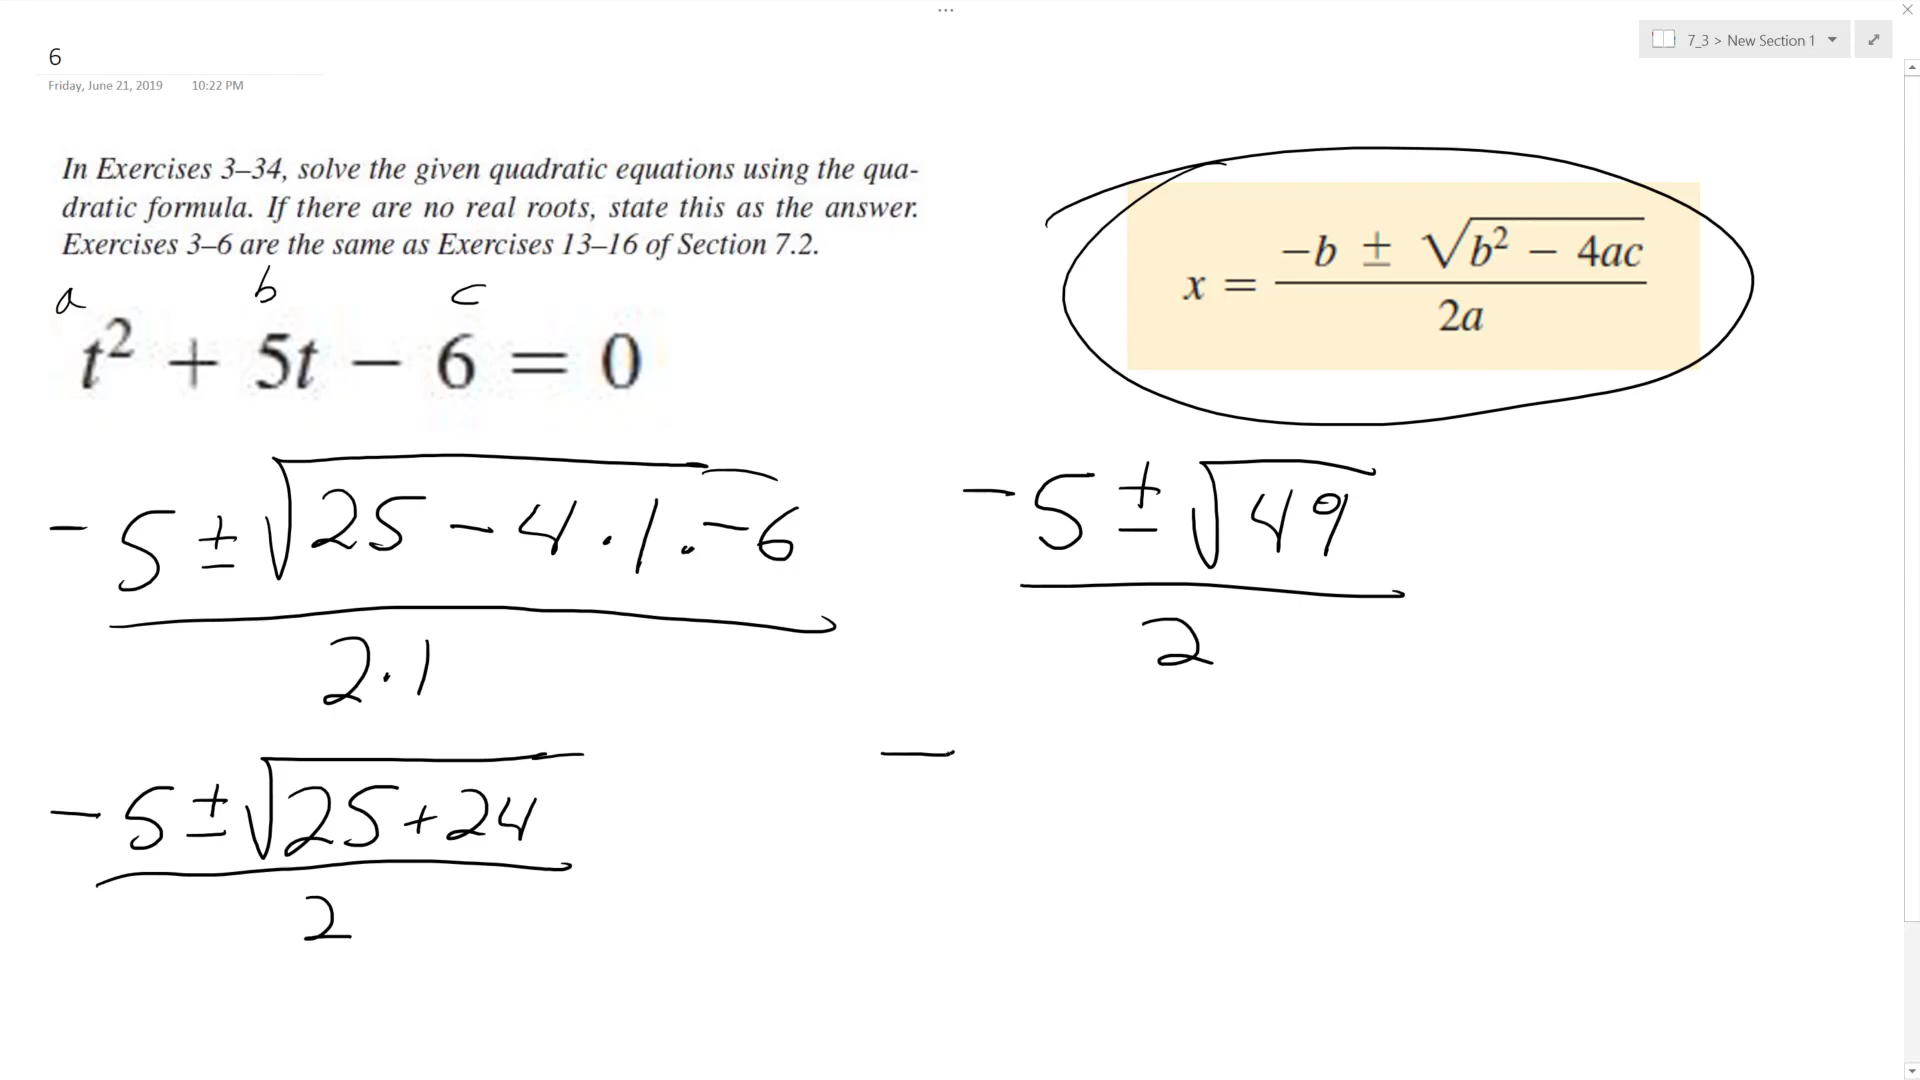 ...
7_3 > New Section 1
6
Friday, June 21, 2019 10:22 PM
In Exercises 3–34, solve the given quadratic equations using the qua-
dratic formula. If there are no real roots, state this as the answer.
Exercises 3–6 are the same as Exercises 13–16 of Section 7.2.
a b c
t² + 5t − 6 = 0
x = (−b ± √(b² − 4ac)) / 2a
-5 ± √(25 - 4 · 1 · -6)
2 · 1
-5 ± √49
2
-5 ± √(25 + 24)
2
-